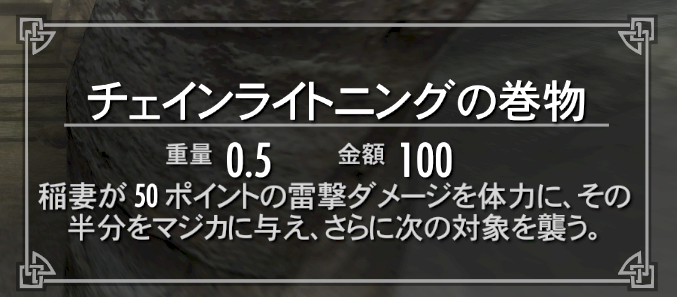 チェインライトニングの巻物
重量 0.5 金額 100
稲妻が 50 ポイントの雷撃ダメージを体力に、その
半分をマジカに与え、さらに次の対象を襲う。